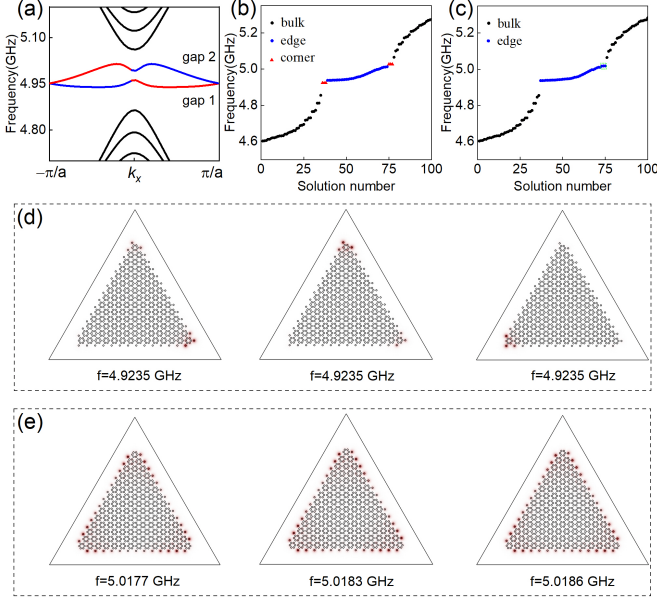 (a)
Frequency(GHz)
5.10
4.95
4.80
gap 2
gap 1
−π/a
kₓ
π/a
(b)
Frequency(GHz)
5.2
5.0
4.8
4.6
bulk
edge
corner
0
25
50
75
100
Solution number
(c)
Frequency(GHz)
5.2
5.0
4.8
4.6
bulk
edge
0
25
50
75
100
Solution number
(d)
f=4.9235 GHz
f=4.9235 GHz
f=4.9235 GHz
(e)
f=5.0177 GHz
f=5.0183 GHz
f=5.0186 GHz